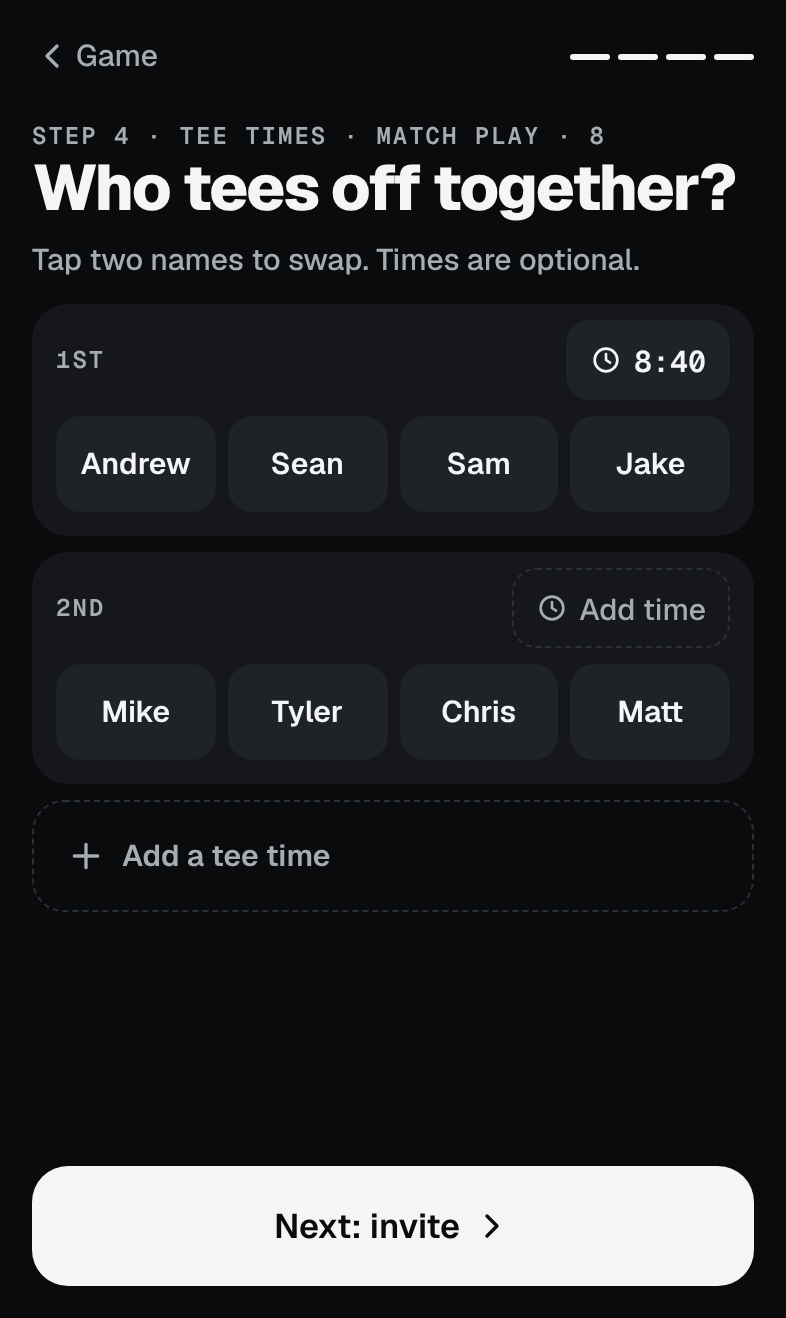 Game
STEP 4 · TEE TIMES · MATCH PLAY · 8
Who tees off together?
Tap two names to swap. Times are optional.
1ST 8:40
Andrew Sean Sam Jake
2ND Add time
Mike Tyler Chris Matt
Add a tee time
Next: invite